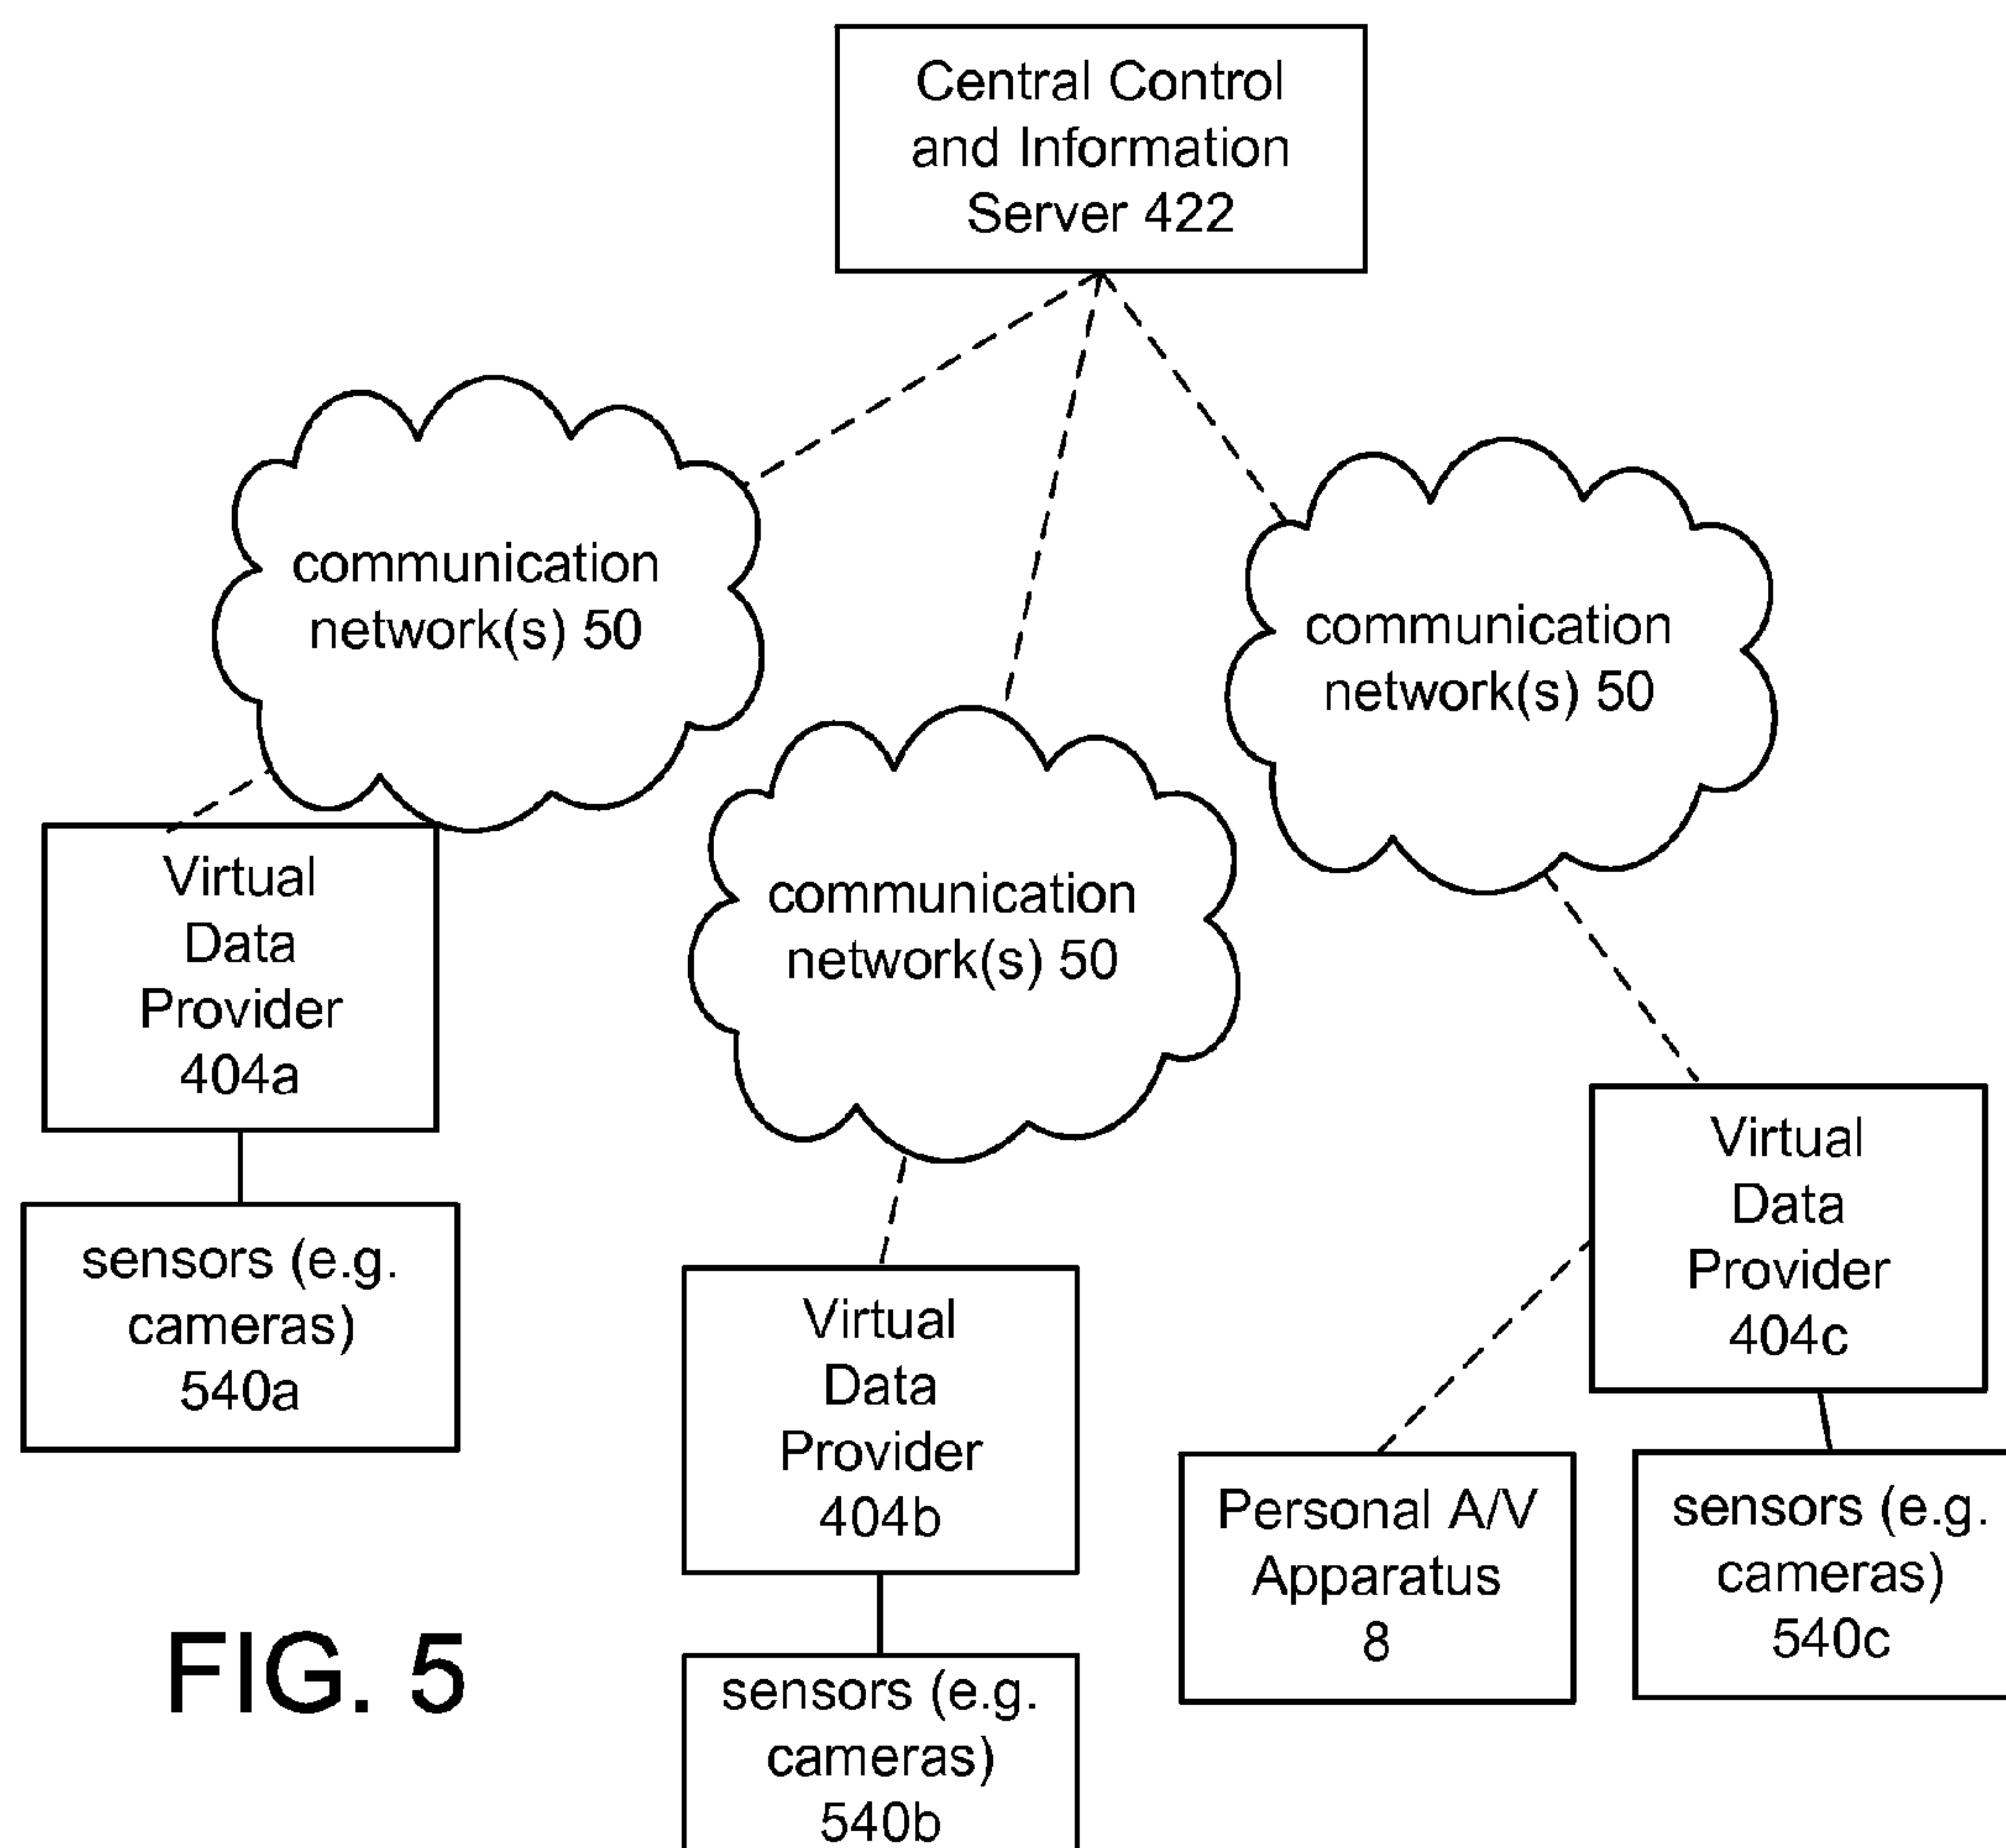 Central Control
and Information
Server 422
communication
network(s) 50
communication
network(s) 50
communication
network(s) 50
Virtual
Data
Provider
404a
sensors (e.g.
cameras)
540a
Virtual
Data
Provider
404b
sensors (e.g.
cameras)
540b
Virtual
Data
Provider
404c
Personal A/V
Apparatus
8
sensors (e.g.
cameras)
540c
FIG. 5